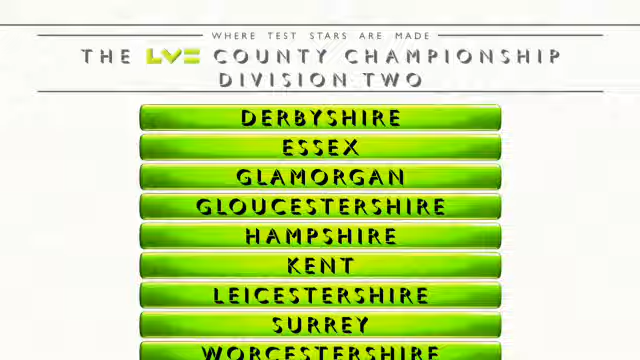 WHERE TEST STARS ARE MADE
THE LV= COUNTY CHAMPIONSHIP
DIVISION TWO
DERBYSHIRE
ESSEX
GLAMORGAN
GLOUCESTERSHIRE
HAMPSHIRE
KENT
LEICESTERSHIRE
SURREY
WORCESTERSHIRE